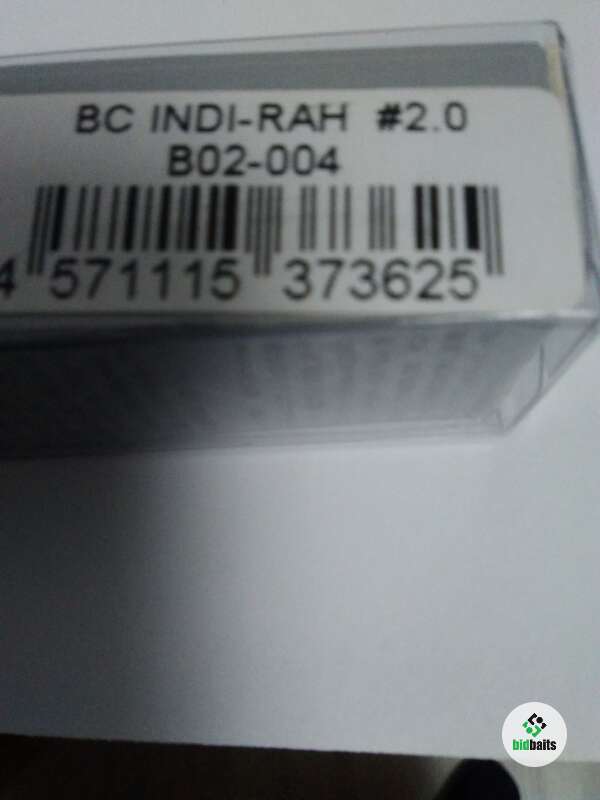 BC INDI-RAH #2.0
B02-004
4 571115 373625
bidbaits